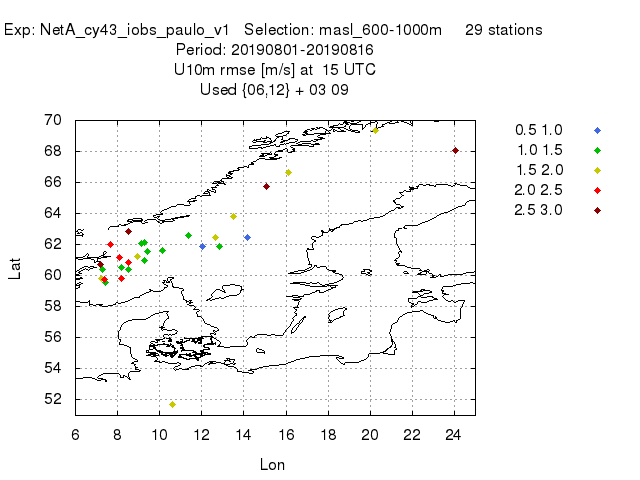 Exp: NetA_cy43_iobs_paulo_v1 Selection: masl_600-1000m 29 stations
Period: 20190801-20190816
U10m rmse [m/s] at 15 UTC
Used {06,12} + 03 09
70
68
66
64
62
60
58
56
54
52
Lat
6 8 10 12 14 16 18 20 22 24
Lon
0.5 1.0
1.0 1.5
1.5 2.0
2.0 2.5
2.5 3.0